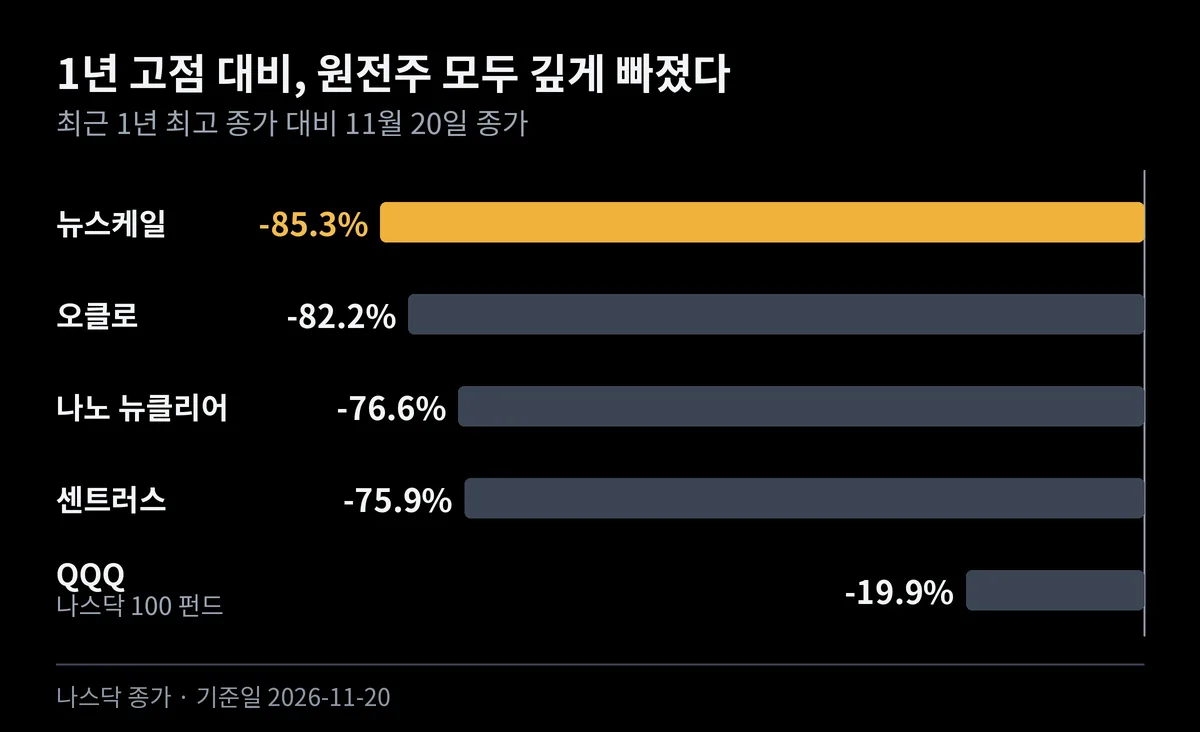 1년 고점 대비, 원전주 모두 깊게 빠졌다
최근 1년 최고 종가 대비 11월 20일 종가
뉴스케일 -85.3%
오클로 -82.2%
나노 뉴클리어 -76.6%
센트러스 -75.9%
QQQ
나스닥 100 펀드
-19.9%
나스닥 종가 · 기준일 2026-11-20